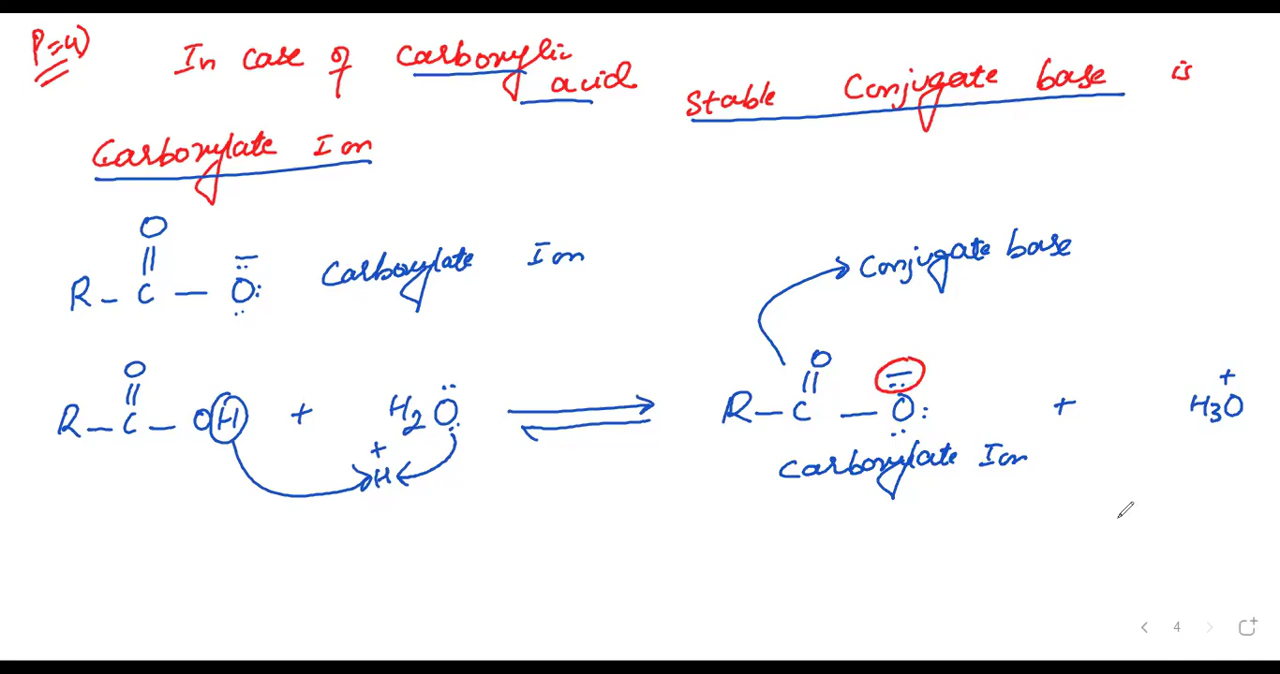 P=4)
In case of Carboxylic acid Stable Conjugate base is
Carboxylate Ion
O
||
R – C – Ö: Carboxylate Ion
Conjugate base
O
||
R – C – OH + H2O ⇌ R – C – O: + H3O+
O
||
+
H
Carboxylate Ion
4